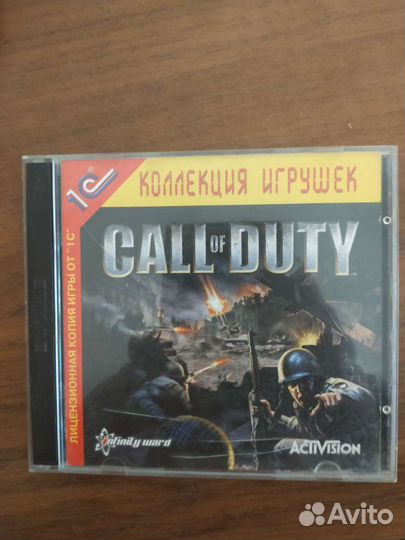 1С
КОЛЛЕКЦИЯ ИГРУШЕК
ЛИЦЕНЗИОННАЯ КОПИЯ ИГРЫ ОТ "1С"
CALL OF DUTY
infinity ward
ACTIVISION
Avito